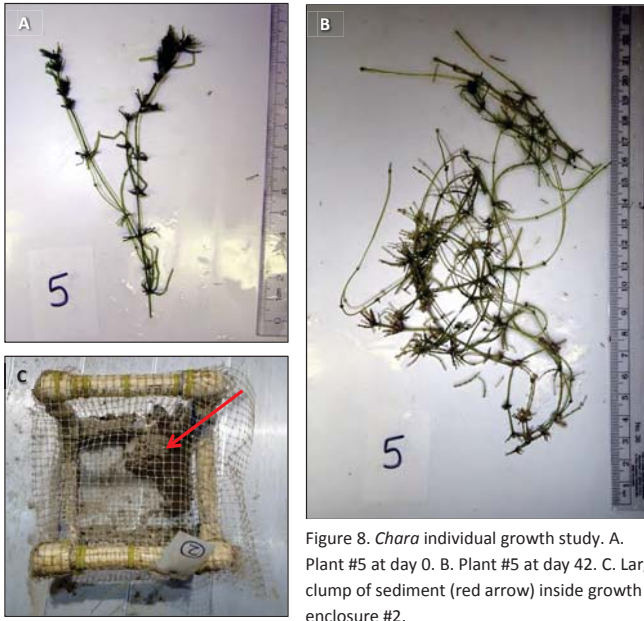 A
5
B
5
C
2
Figure 8. Chara individual growth study. A.
Plant #5 at day 0. B. Plant #5 at day 42. C. Lar
clump of sediment (red arrow) inside growth
enclosure #2.